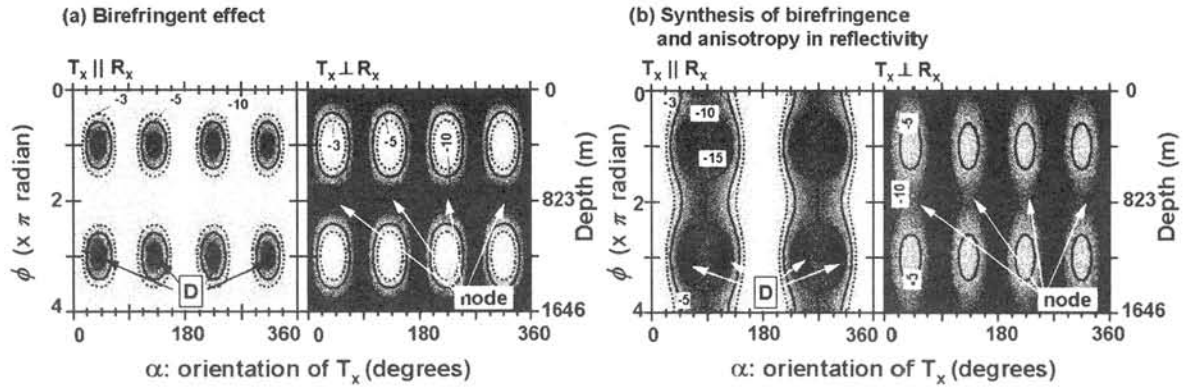 (a) Birefringent effect
(b) Synthesis of birefringence
and anisotropy in reflectivity
Tx || Rx
Tx ⊥ Rx
Tx || Rx
Tx ⊥ Rx
-3 -5 -10
-3 -5 -10
-3 -10 -15 -5
-5 -10
0
2
4
ϕ (x π radian)
0
823
1646
Depth (m)
0
2
4
ϕ (x π radian)
0
823
1646
Depth (m)
D
node
D
node
0 180 0 180 360
0 180 0 180 360
α: orientation of Tx (degrees)
α: orientation of Tx (degrees)